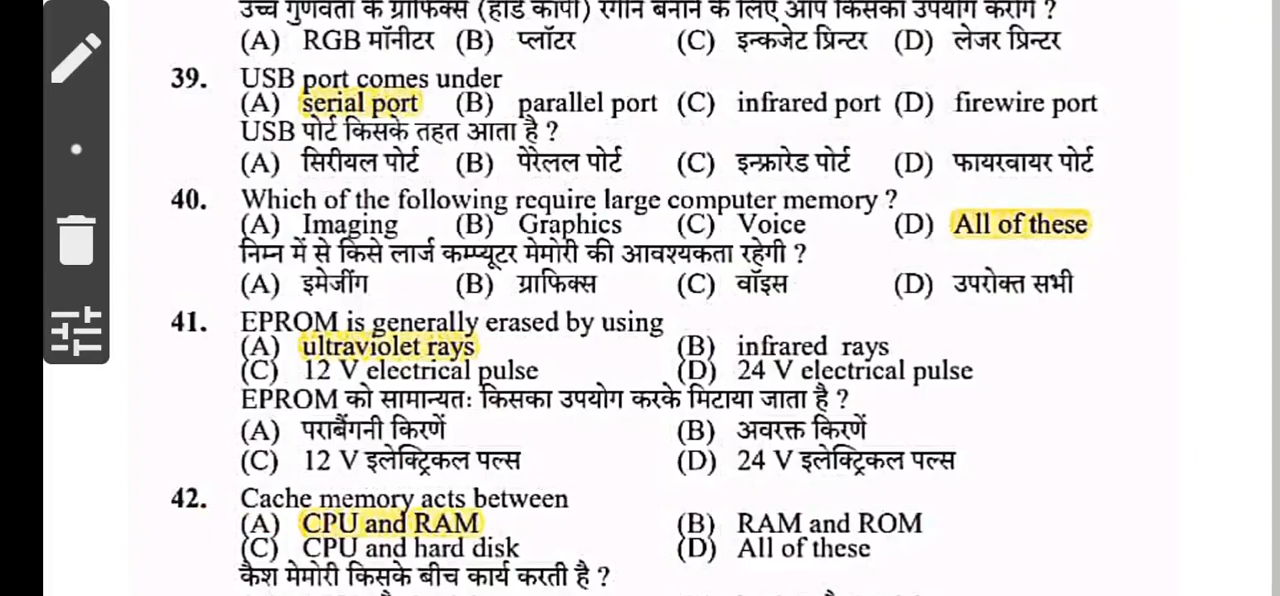 उच्च गुणवता के ग्राफिक्स (हार्ड कॉपी) रंगीन बनाने के लिए आप किसका उपयोग करोगे ?
(A) RGB मॉनीटर (B) प्लॉटर (C) इन्कजेट प्रिन्टर (D) लेजर प्रिन्टर
39. USB port comes under
(A) serial port (B) parallel port (C) infrared port (D) firewire port
USB पोर्ट किसके तहत आता है ?
(A) सिरीयल पोर्ट (B) पेरेलल पोर्ट (C) इन्फ्रारेड पोर्ट (D) फायरवायर पोर्ट
40. Which of the following require large computer memory ?
(A) Imaging (B) Graphics (C) Voice (D) All of these
निम्न में से किसे लार्ज कम्प्यूटर मेमोरी की आवश्यकता रहेगी ?
(A) इमेजींग (B) ग्राफिक्स (C) वॉइस (D) उपरोक्त सभी
41. EPROM is generally erased by using
(A) ultraviolet rays (B) infrared rays
(C) 12 V electrical pulse (D) 24 V electrical pulse
EPROM को सामान्यतः किसका उपयोग करके मिटाया जाता है ?
(A) पराबैंगनी किरणें (B) अवरक्त किरणें
(C) 12 V इलेक्ट्रिकल पल्स (D) 24 V इलेक्ट्रिकल पल्स
42. Cache memory acts between
(A) CPU and RAM (B) RAM and ROM
(C) CPU and hard disk (D) All of these
कैश मेमोरी किसके बीच कार्य करती है ?